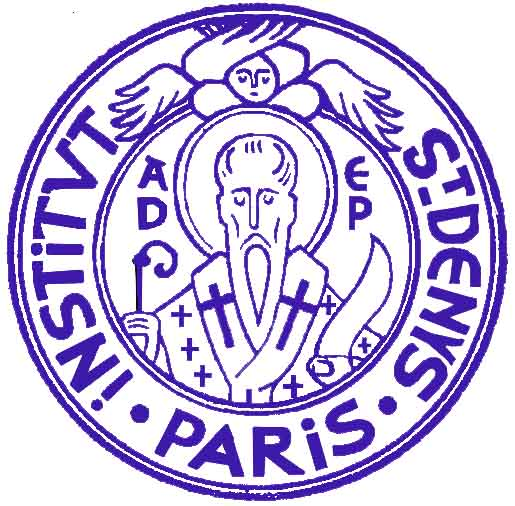 iNSTiTVT ST DENYS
• PARiS •
AD EP